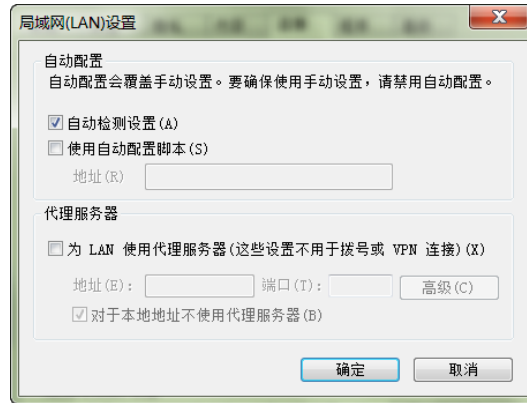 局域网(LAN)设置
自动配置
自动配置会覆盖手动设置。要确保使用手动设置，请禁用自动配置。
自动检测设置(A)
使用自动配置脚本(S)
地址(R)
代理服务器
为 LAN 使用代理服务器(这些设置不用于拨号或 VPN 连接)(X)
地址(E): 端口(T): 高级(C)
对于本地地址不使用代理服务器(B)
确定 取消